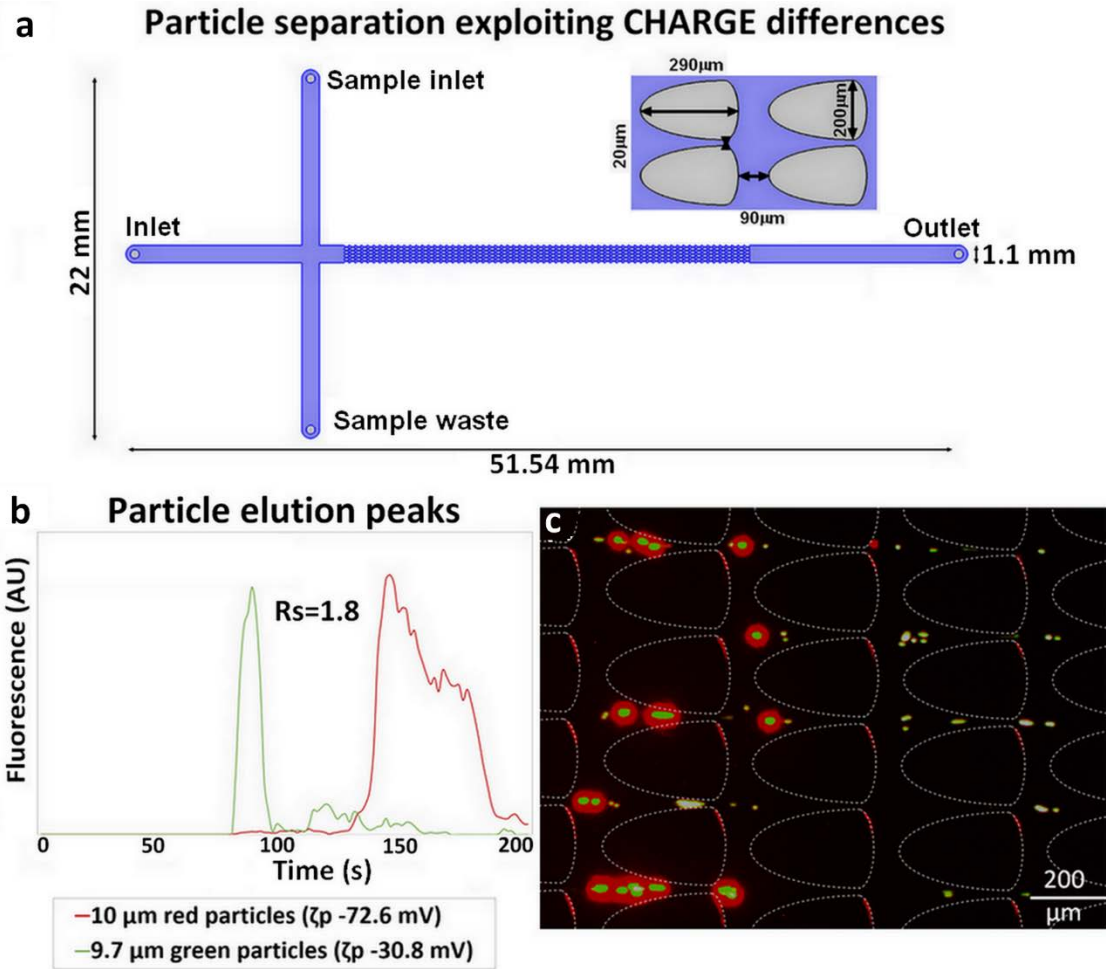 a
Particle separation exploiting CHARGE differences
Sample inlet
290µm
200µm
20µm
90µm
Inlet
Outlet
22 mm
1.1 mm
Sample waste
51.54 mm
b
Particle elution peaks
Fluorescence (AU)
Rs=1.8
0 50 100 150 200
Time (s)
10 µm red particles (ζp -72.6 mV)
9.7 µm green particles (ζp -30.8 mV)
c
200
µm